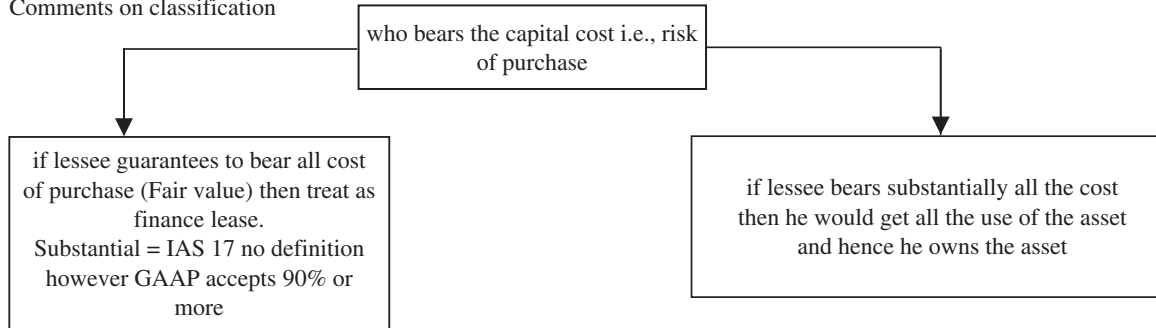 Comments on classification
who bears the capital cost i.e., risk
of purchase
if lessee guarantees to bear all cost
of purchase (Fair value) then treat as
finance lease.
Substantial = IAS 17 no definition
however GAAP accepts 90% or
more
if lessee bears substantially all the cost
then he would get all the use of the asset
and hence he owns the asset